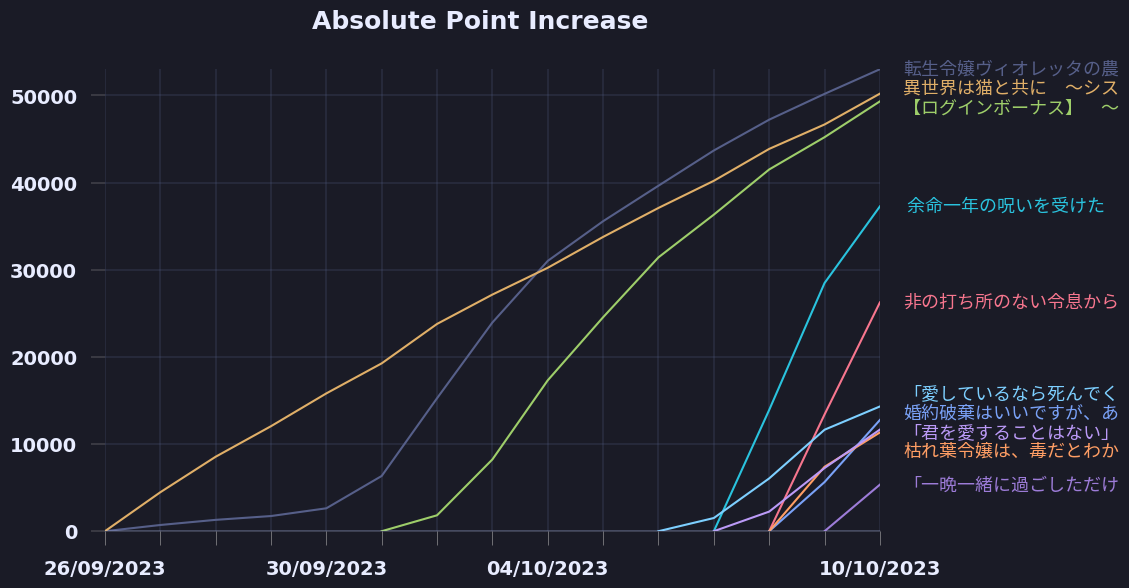 Absolute Point Increase
転生令嬢ヴィオレッタの農
異世界は猫と共に　～シス
【ログインボーナス】　～
余命一年の呪いを受けた
非の打ち所のない令息から
「愛しているなら死んでく
婚約破棄はいいですが、あ
「君を愛することはない」
枯れ葉令嬢は、毒だとわか
「一晩一緒に過ごしただけ
50000
40000
30000
20000
10000
0
26/09/2023
30/09/2023
04/10/2023
10/10/2023